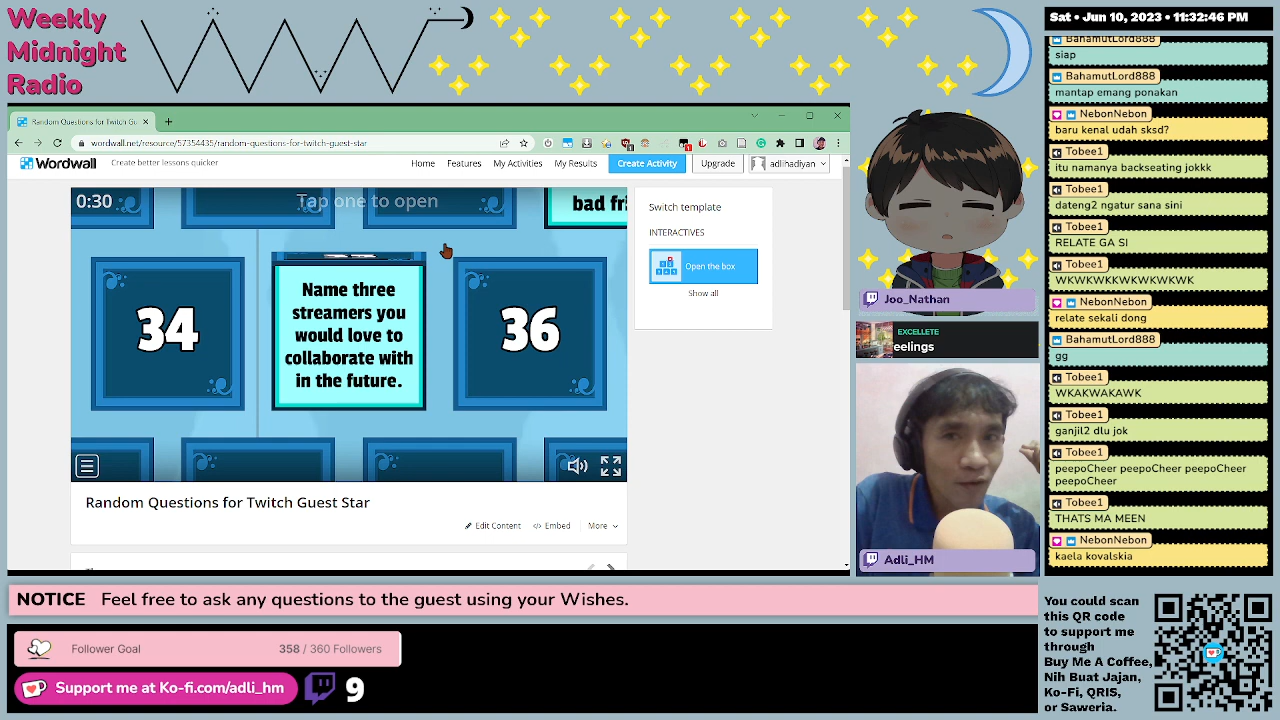 Weekly
Midnight
Radio
Sat • Jun 10, 2023 • 11:32:46 PM
Random Questions for Twitch Gu
wordwall.net/resource/57354435/random-questions-for-twitch-guest-star
Wordwall
Create better lessons quicker
Home
Features
My Activities
My Results
Create Activity
Upgrade
adlihadiyan
0:30
Tap one to open
bad fr
34
Name three
streamers you
would love to
collaborate with
in the future.
36
Switch template
INTERACTIVES
Open the box
Show all
Random Questions for Twitch Guest Star
Edit Content
</> Embed
More
Joo_Nathan
EXCELLETE
eelings
Adli_HM
BahamutLord888
siap
BahamutLord888
mantap emang ponakan
NebonNebon
baru kenal udah sksd?
Tobee1
itu namanya backseating jokkk
Tobee1
dateng2 ngatur sana sini
Tobee1
RELATE GA SI
Tobee1
WKWKWKKWKWKWKWK
NebonNebon
relate sekali dong
BahamutLord888
gg
Tobee1
WKAKWAKAWK
Tobee1
ganjil2 dlu jok
Tobee1
peepoCheer peepoCheer peepoCheer
peepoCheer
Tobee1
THATS MA MEEN
NebonNebon
kaela kovalskia
NOTICE Feel free to ask any questions to the guest using your Wishes.
Follower Goal
358 / 360 Followers
Support me at Ko-fi.com/adli_hm
9
You could scan
this QR code
to support me
through
Buy Me A Coffee,
Nih Buat Jajan,
Ko-Fi, QRIS,
or Saweria.